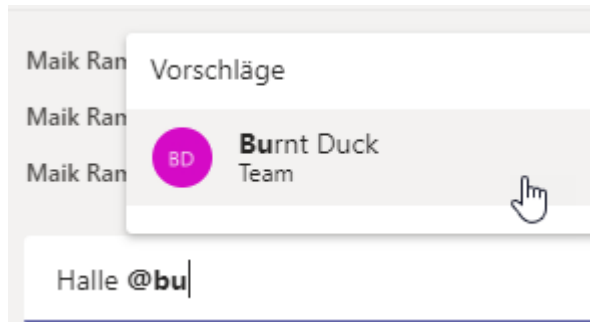 Maik Ran
Vorschläge
Maik Ran
BD
Burnt Duck
Team
Maik Ran
Halle @bu